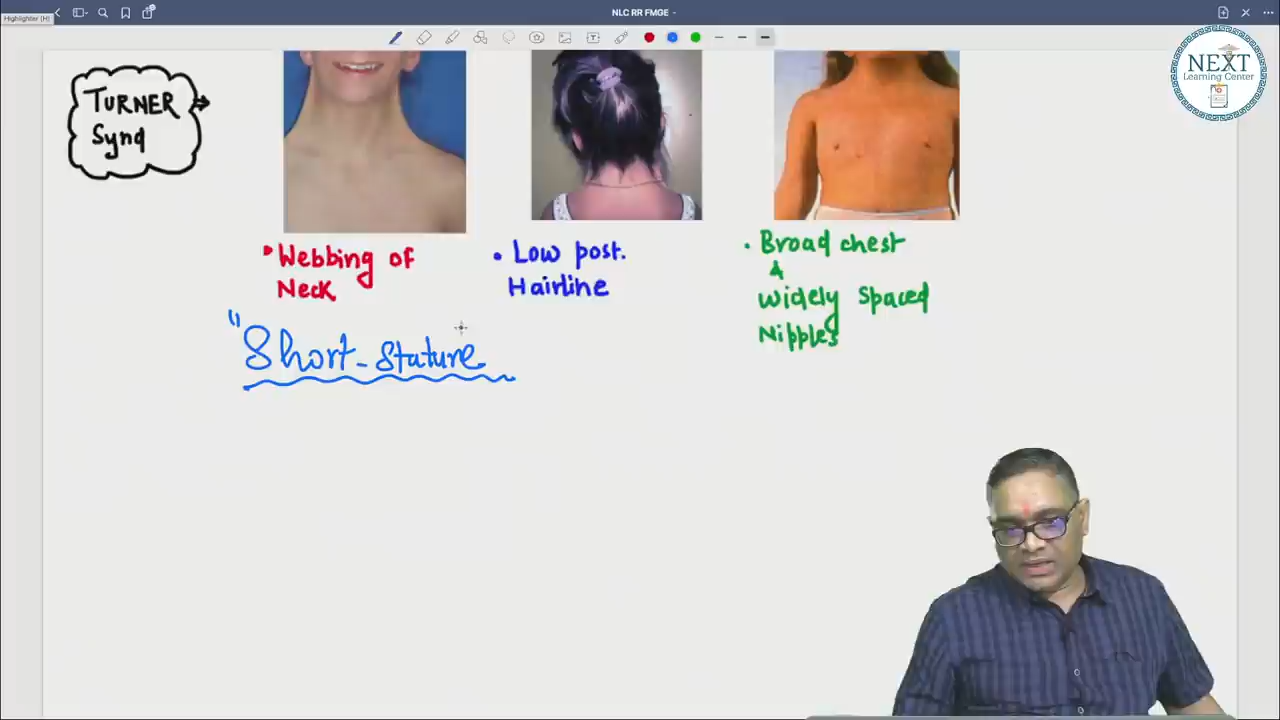 Highlighter (H)
NLC RR FMGE
NEXT
Learning Center
TURNER
Synd
• Webbing of
Neck
• Low post.
Hairline
• Broad chest
&
Widely Spaced
Nipples
"Short-Stature